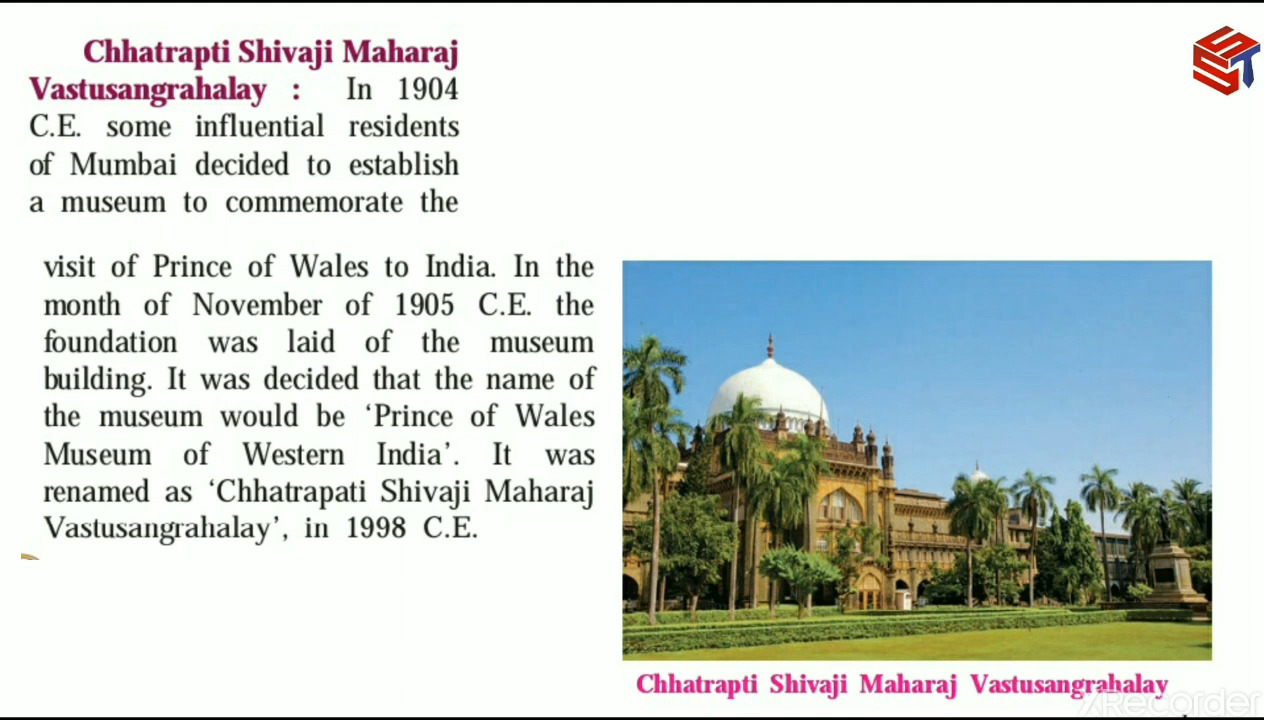 Chhatrapti Shivaji Maharaj
Vastusangrahalay : In 1904
C.E. some influential residents
of Mumbai decided to establish
a museum to commemorate the
visit of Prince of Wales to India. In the
month of November of 1905 C.E. the
foundation was laid of the museum
building. It was decided that the name of
the museum would be ‘Prince of Wales
Museum of Western India’. It was
renamed as ‘Chhatrapati Shivaji Maharaj
Vastusangrahalay’, in 1998 C.E.
Chhatrapti Shivaji Maharaj Vastusangrahalay
XRecorder
SST